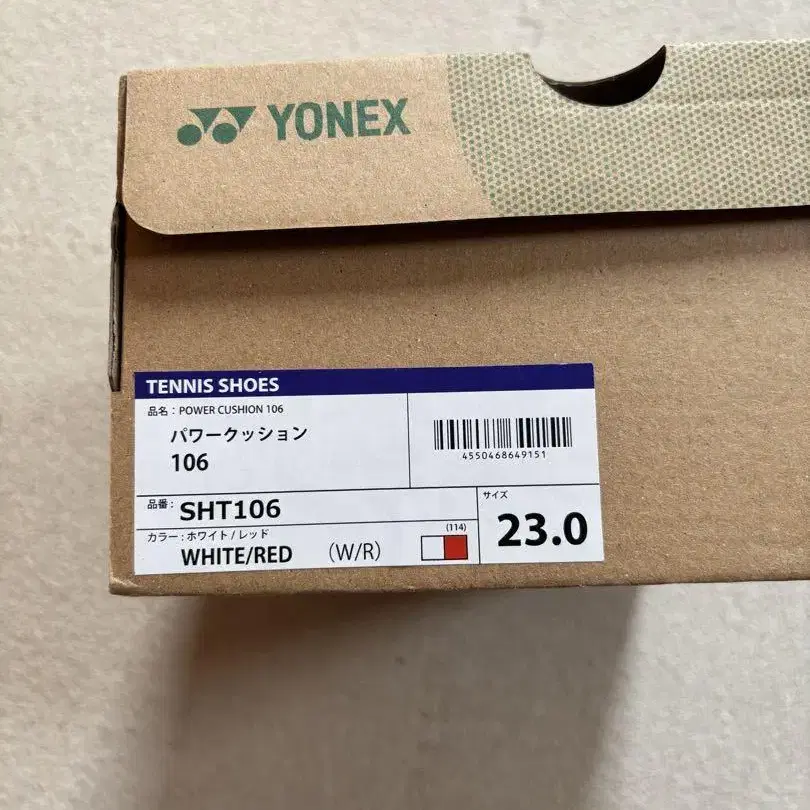 YONEX
TENNIS SHOES
品名：POWER CUSHION 106
パワークッション
106
4550468649151
品番：SHT106
カラー：ホワイト/レッド
WHITE/RED (W/R)
(114)
サイズ
23.0